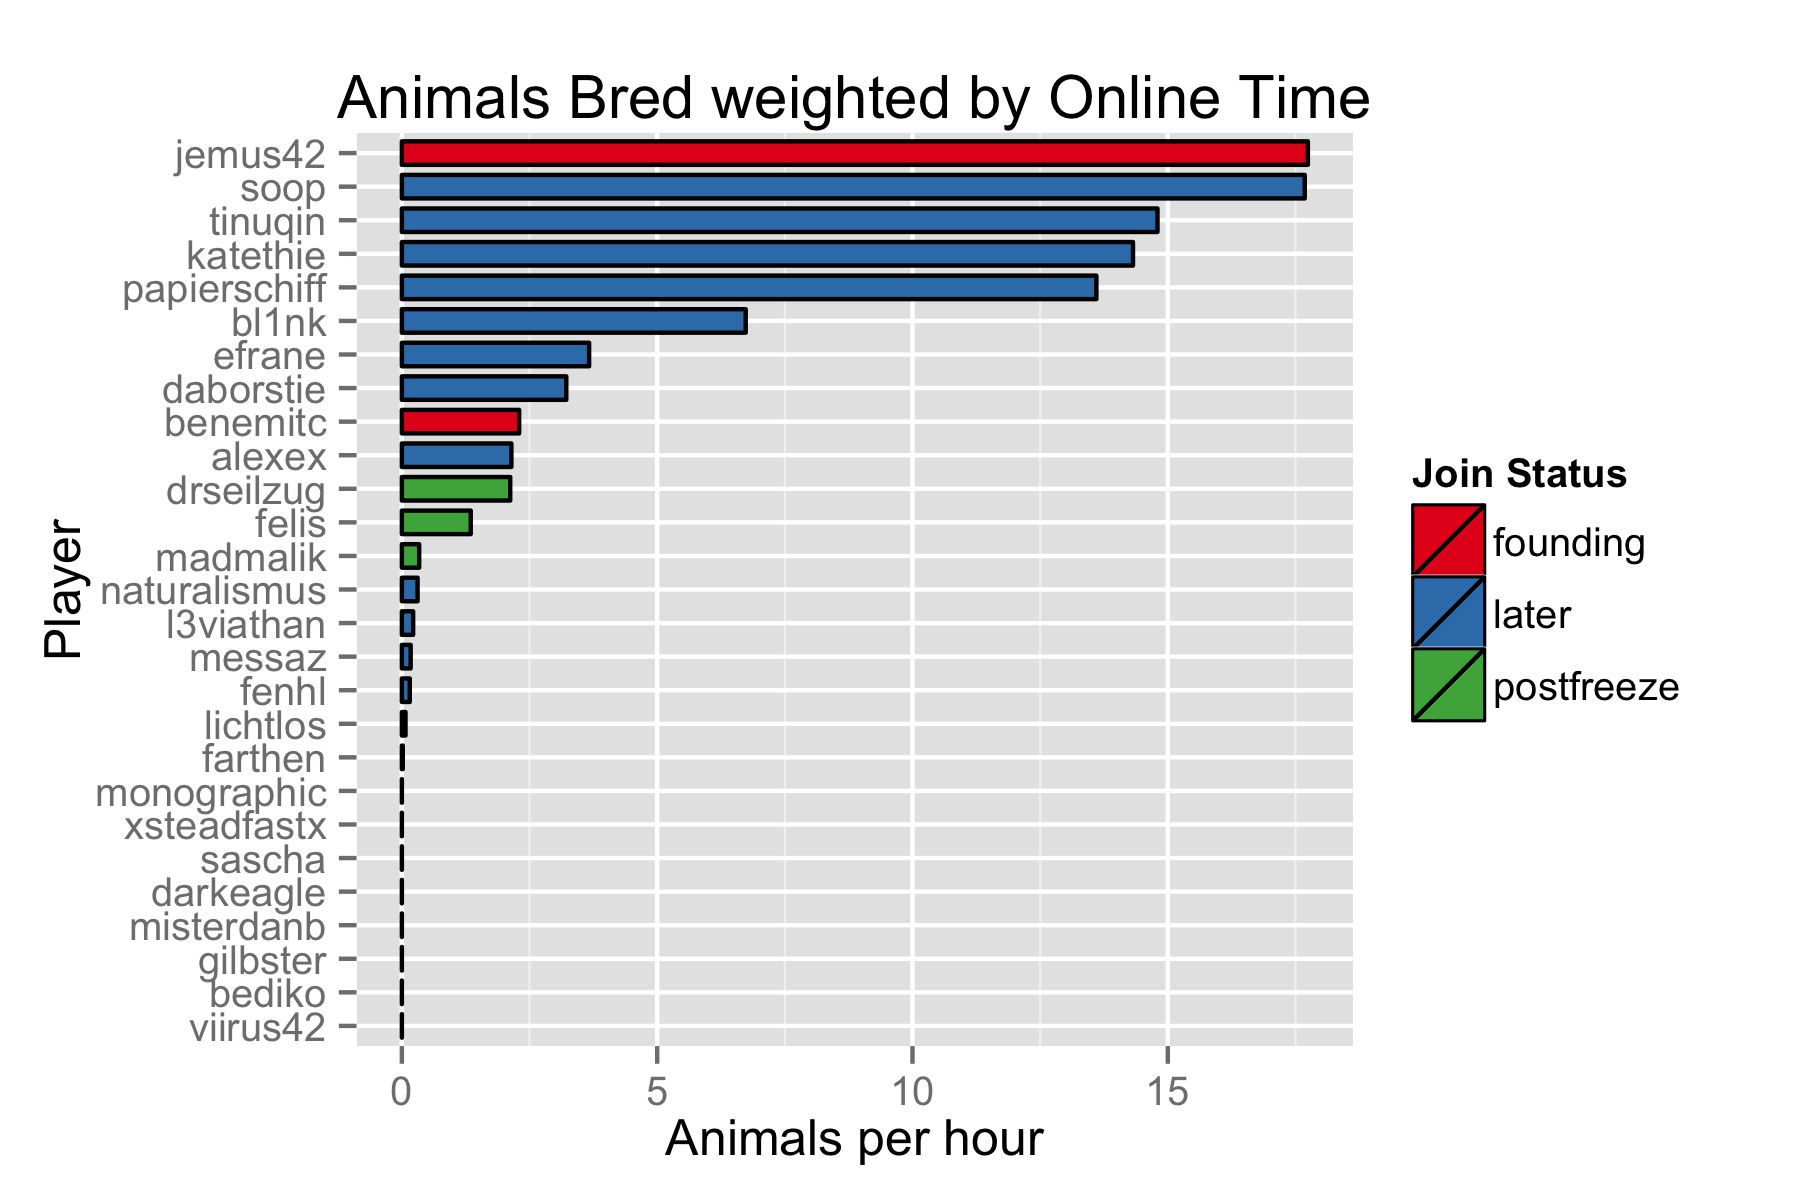 Animals Bred weighted by Online Time
Player
jemus42
soop
tinuqin
katethie
papierschiff
bl1nk
efrane
daborstie
benemitc
alexex
drseilzug
felis
madmalik
naturalismus
l3viathan
messaz
fenhl
lichtlos
farthen
monographic
xsteadfastx
sascha
darkeagle
misterdanb
gilbster
bediko
viirus42
0 5 10 15
Animals per hour
Join Status
founding
later
postfreeze